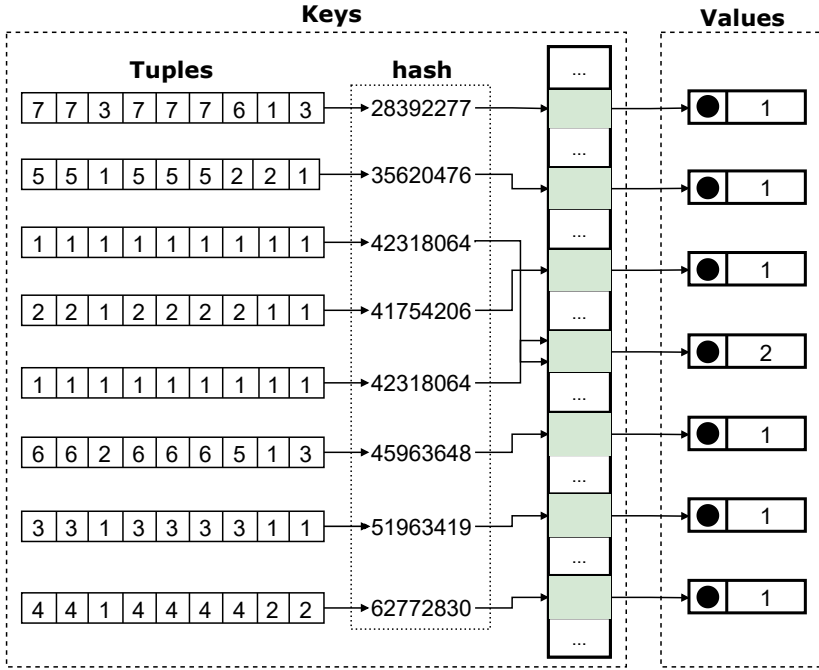 Keys
Values
Tuples
hash
...
7 7 3 7 7 7 6 1 3
28392277
1
...
5 5 1 5 5 5 2 2 1
35620476
1
...
1 1 1 1 1 1 1 1 1
42318064
1
...
2 2 1 2 2 2 2 1 1
41754206
2
1 1 1 1 1 1 1 1 1
42318064
...
6 6 2 6 6 6 5 1 3
45963648
1
...
3 3 1 3 3 3 3 1 1
51963419
1
...
4 4 1 4 4 4 4 2 2
62772830
1
...